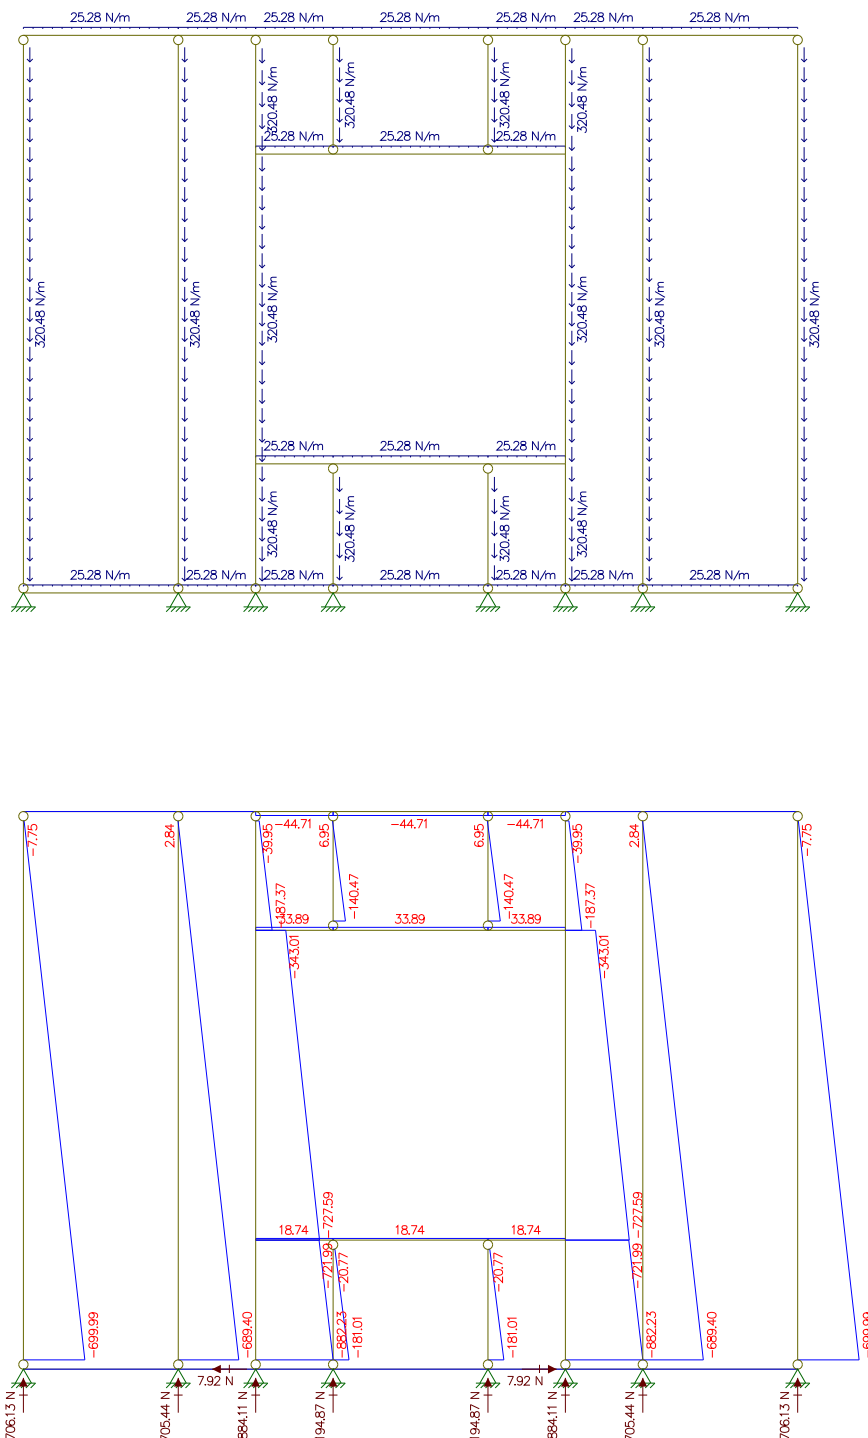 25.28 N/m 25.28 N/m 25.28 N/m 25.28 N/m 25.28 N/m 25.28 N/m 25.28 N/m
320.48 N/m 320.48 N/m 320.48 N/m 320.48 N/m
25.28 N/m 25.28 N/m 25.28 N/m
320.48 N/m 320.48 N/m 320.48 N/m 320.48 N/m 320.48 N/m 320.48 N/m
25.28 N/m 25.28 N/m 25.28 N/m
320.48 N/m 320.48 N/m 320.48 N/m 320.48 N/m
25.28 N/m 25.28 N/m 25.28 N/m 25.28 N/m 25.28 N/m 25.28 N/m 25.28 N/m
-44.71 -44.71 -44.71
-7.75 2.84 -39.95 6.95 6.95 -39.95 2.84 -7.75
-187.37 -140.47 -140.47 -187.37
33.89 33.89 33.89
-343.01 -343.01
-727.59 -727.59
18.74 18.74 18.74
-721.99 -20.77 -20.77 -721.99
-699.99 -689.40 -882.23 -181.01 -181.01 -882.23 -689.40 -699.99
7.92 N 7.92 N
706.13 N 705.44 N 884.11 N 194.87 N 194.87 N 884.11 N 705.44 N 706.13 N